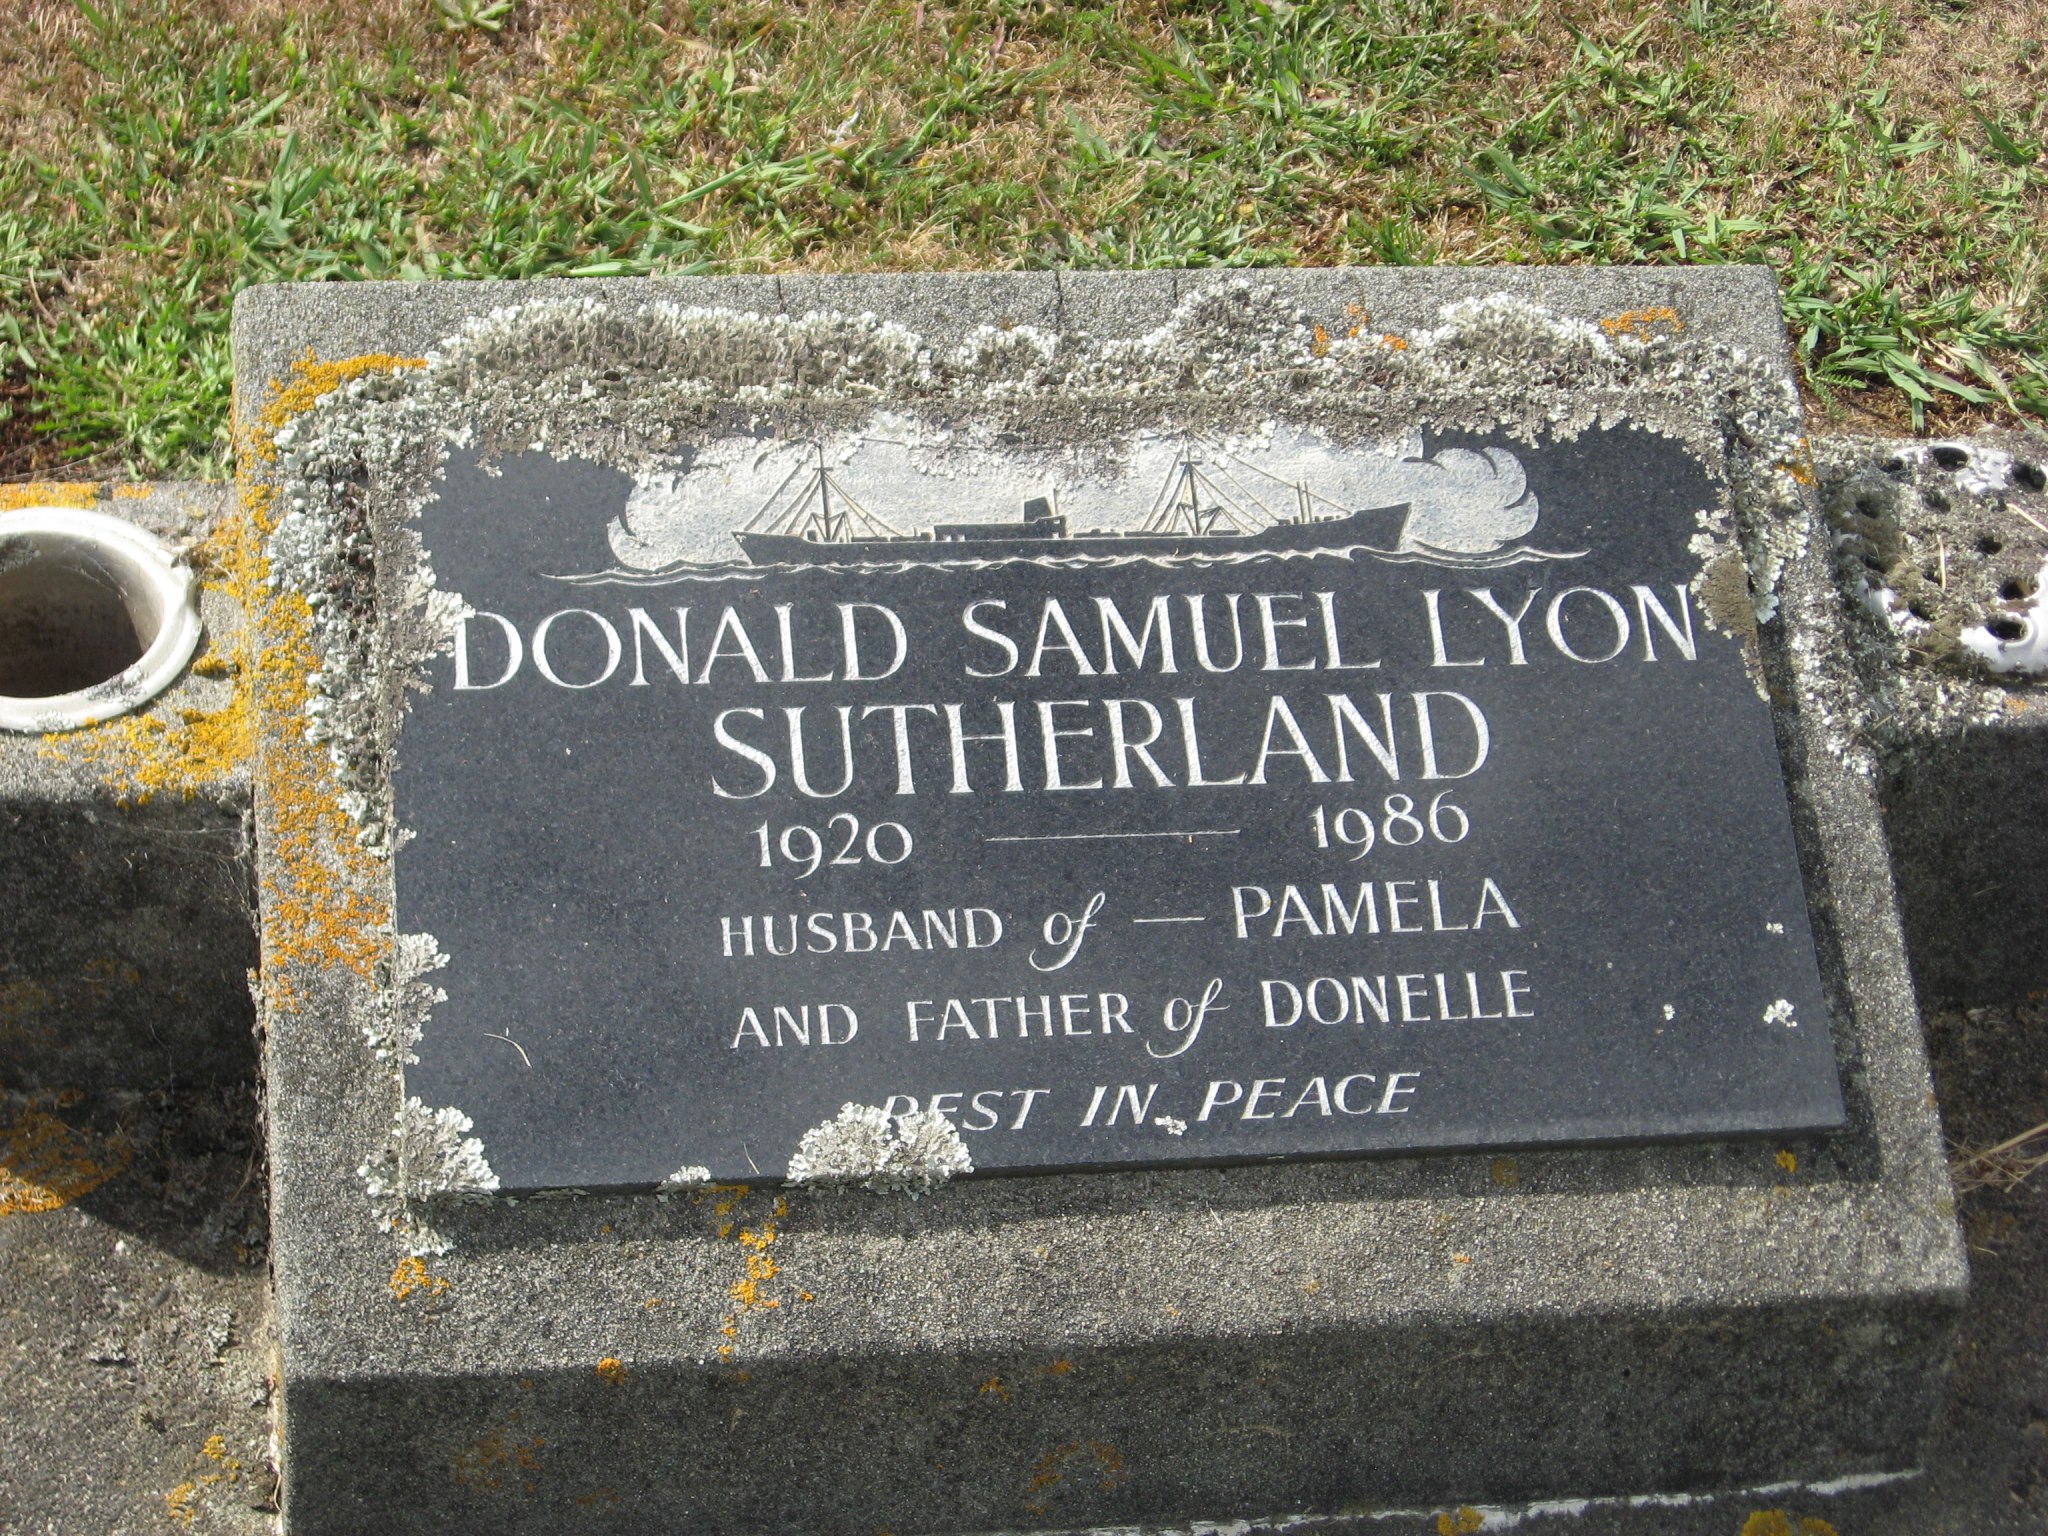 DONALD SAMUEL LYON
SUTHERLAND
1920 — 1986
HUSBAND of — PAMELA
AND FATHER of DONELLE
REST IN PEACE